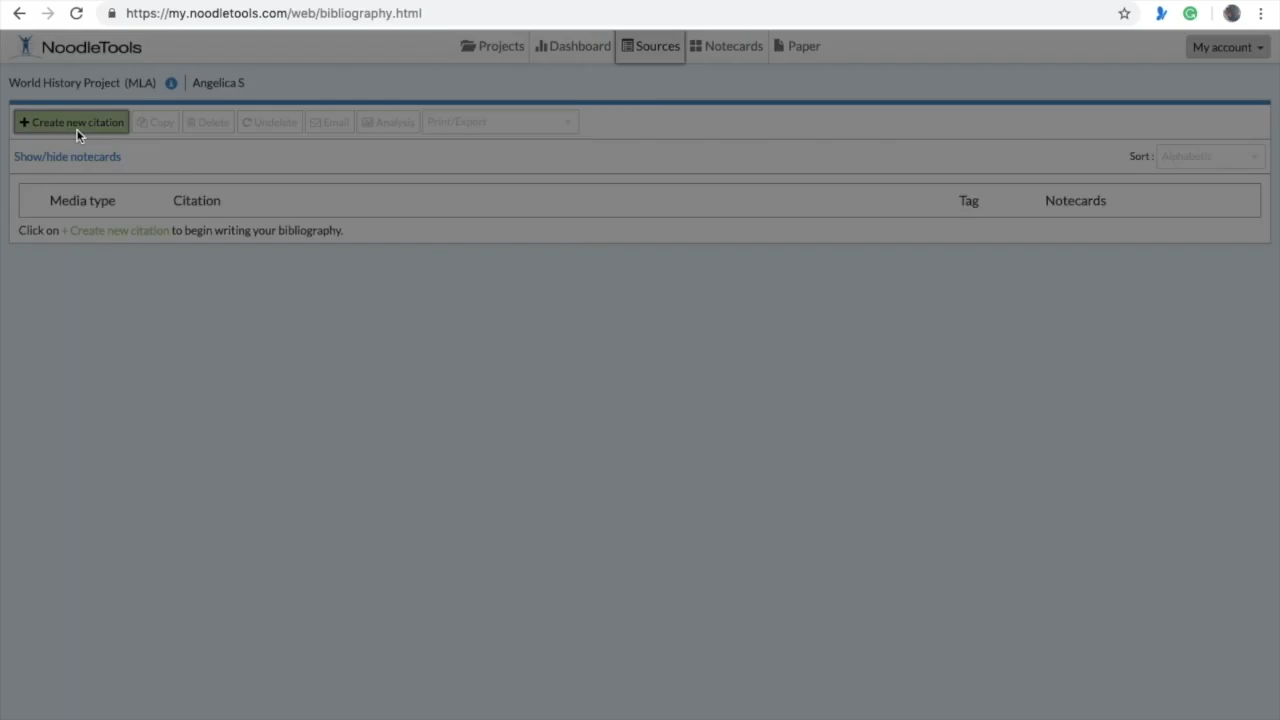 https://my.noodletools.com/web/bibliography.html
NoodleTools Projects Dashboard Sources Notecards Paper My account
World History Project (MLA) Angelica S
+ Create new citation Copy Delete Undelete Email Analysis Print/Export
Show/hide notecards Sort : Alphabetic
Media type Citation Tag Notecards
Click on + Create new citation to begin writing your bibliography.